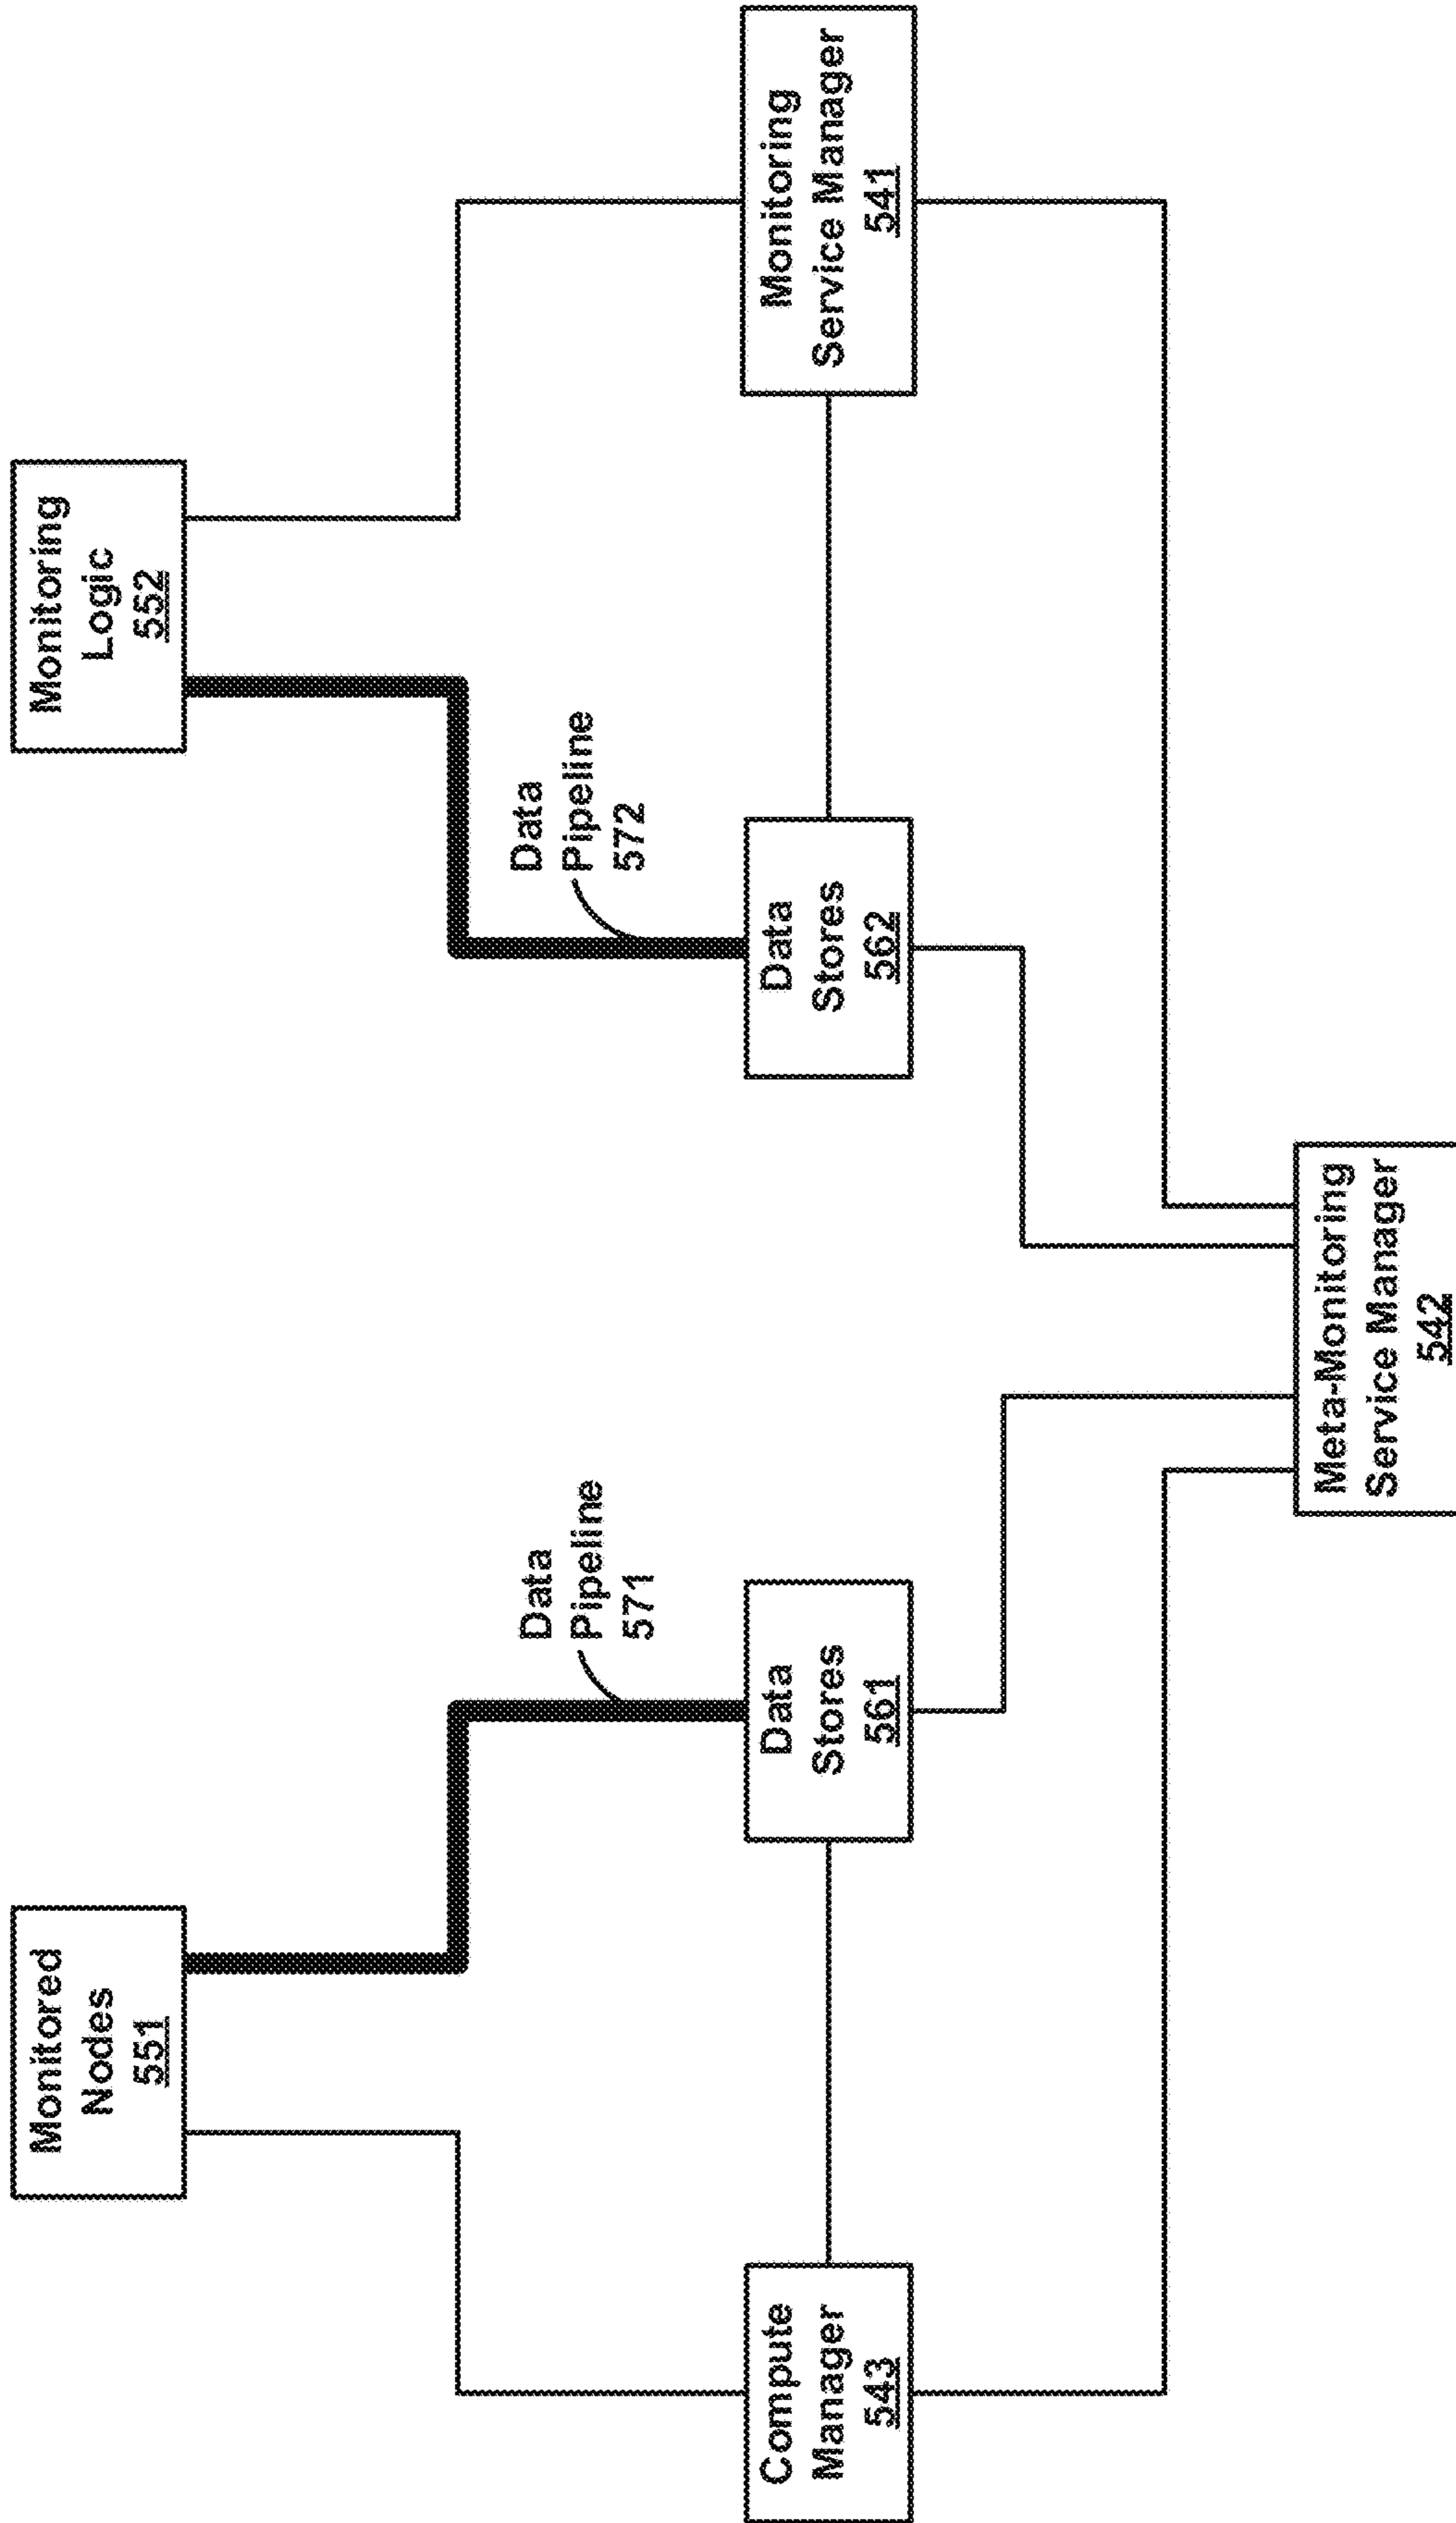 Monitored
Nodes
551
Monitoring
Logic
552
Data
Pipeline
571
Data
Pipeline
572
Compute
Manager
543
Data
Stores
561
Data
Stores
562
Monitoring
Service Manager
541
Meta-Monitoring
Service Manager
542